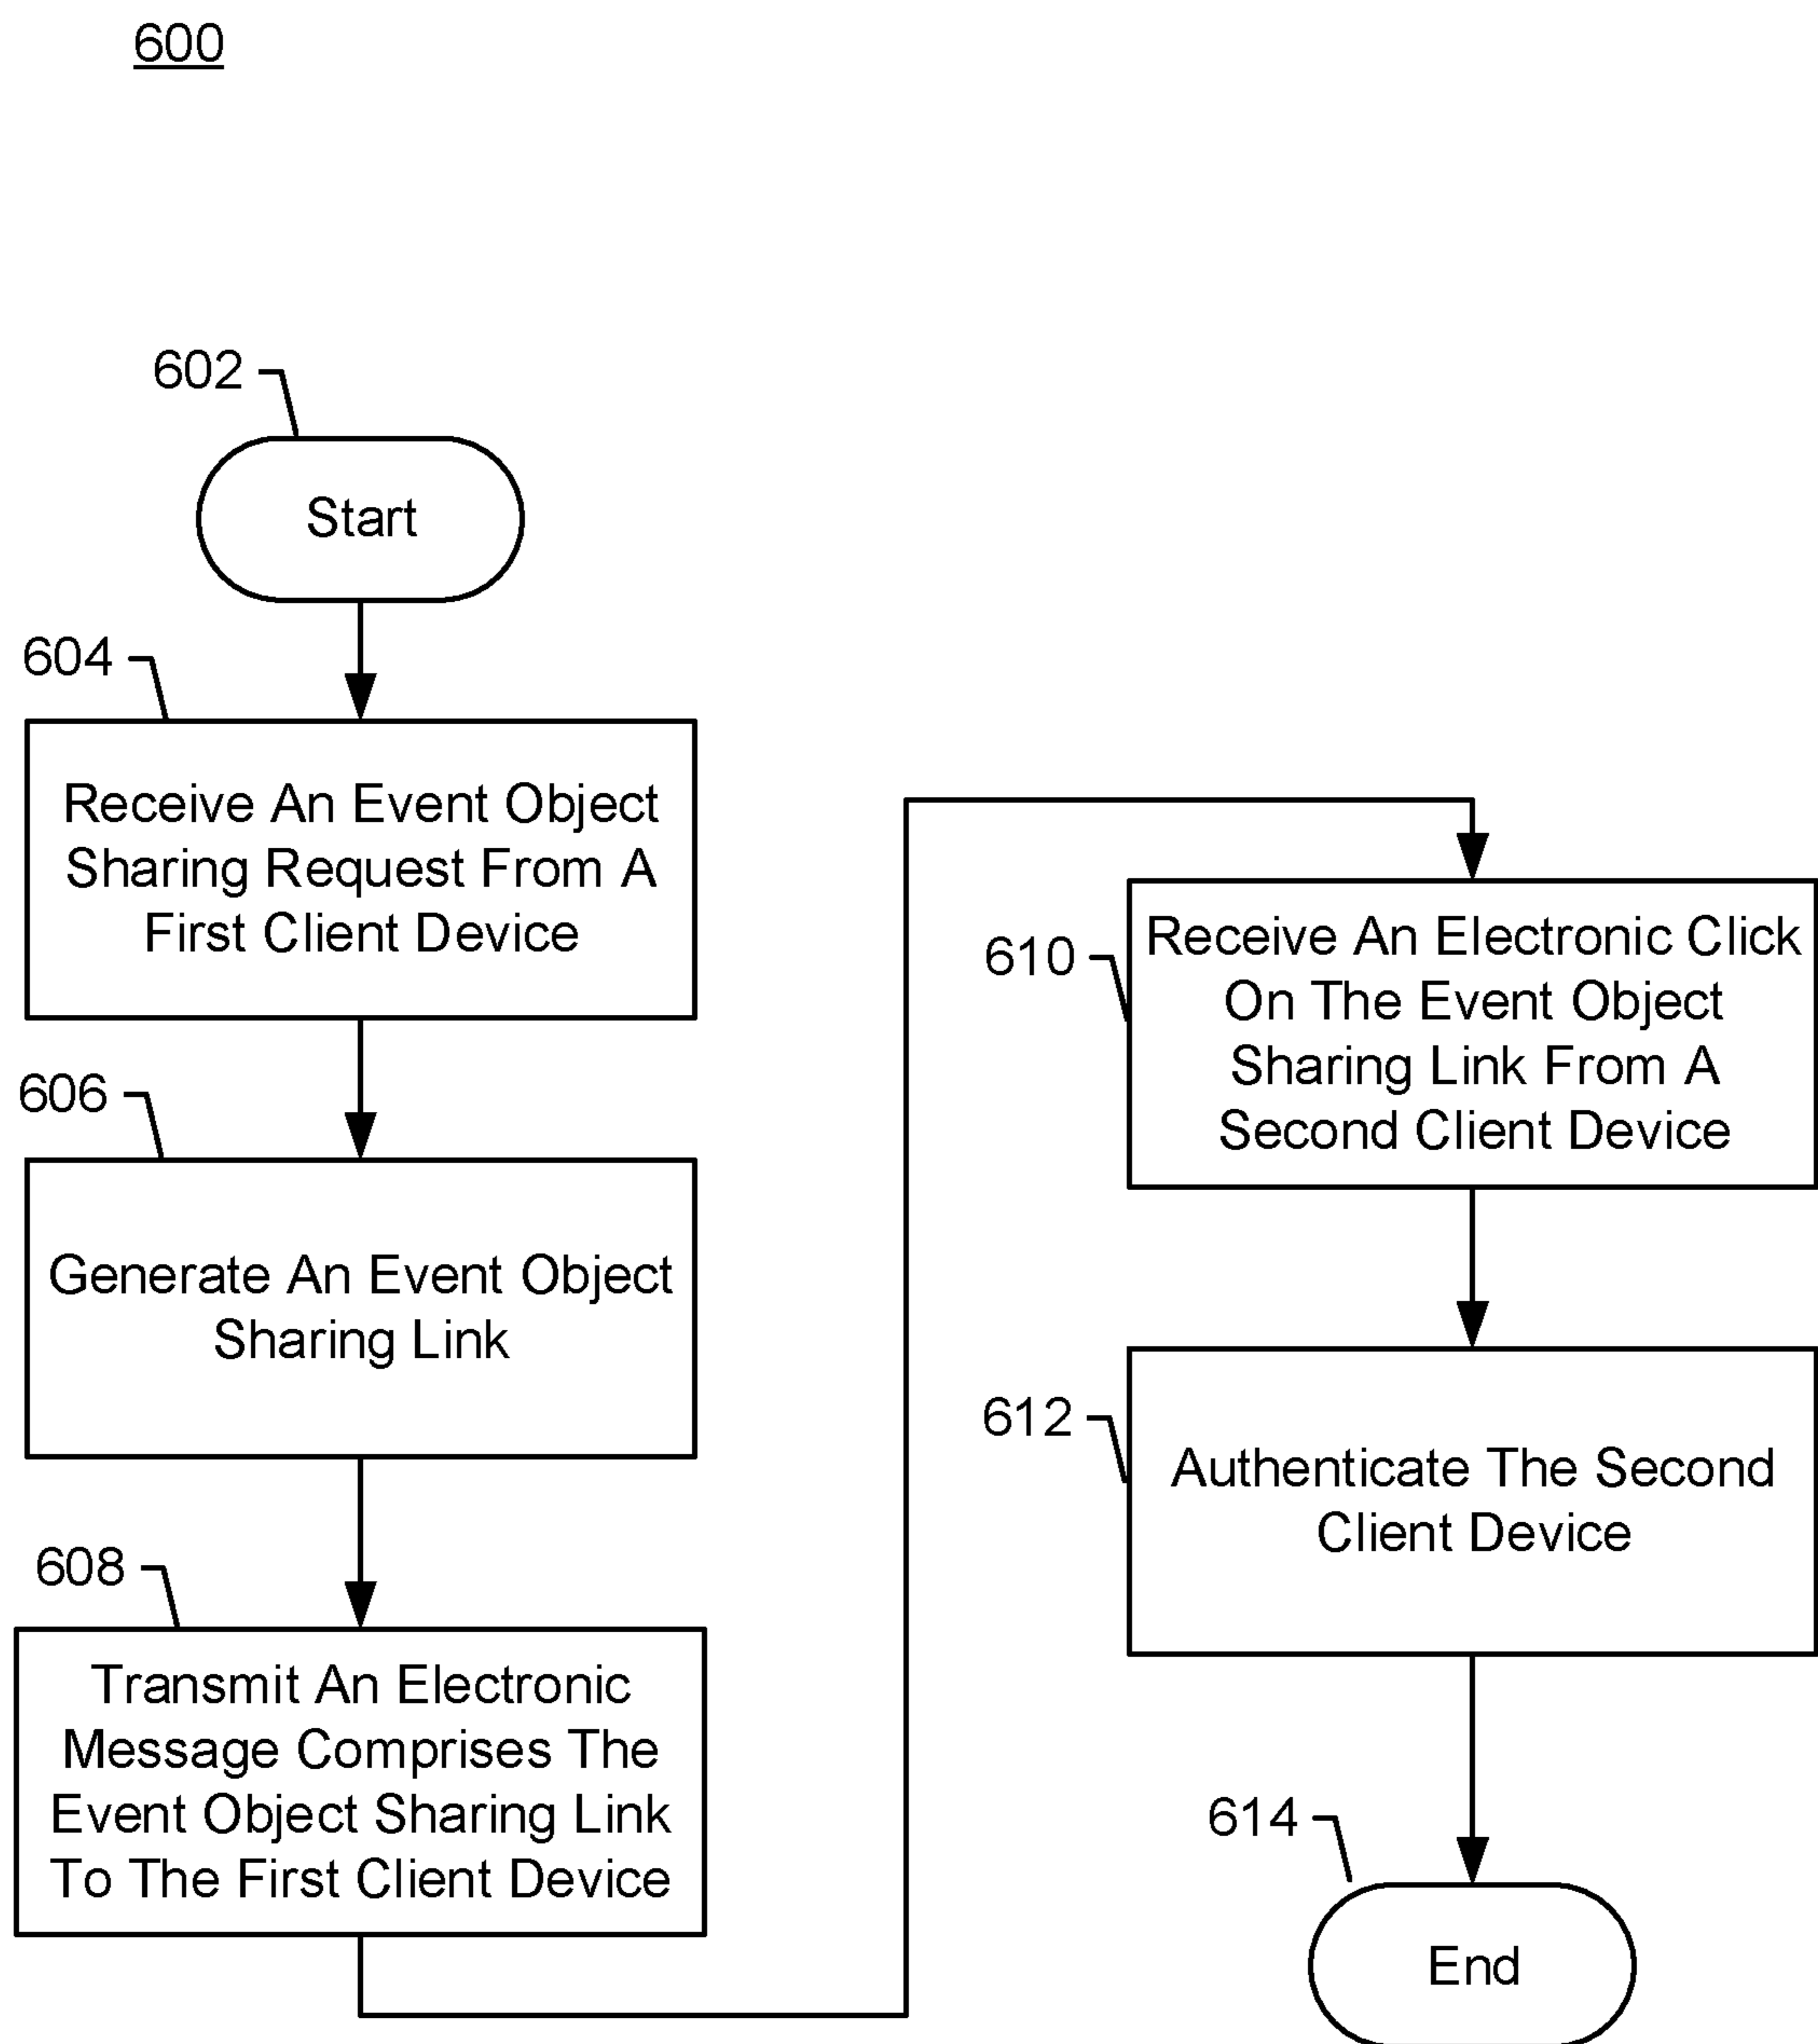 600
602
Start
604
Receive An Event Object
Sharing Request From A
First Client Device
606
Generate An Event Object
Sharing Link
608
Transmit An Electronic
Message Comprises The
Event Object Sharing Link
To The First Client Device
610
Receive An Electronic Click
On The Event Object
Sharing Link From A
Second Client Device
612
Authenticate The Second
Client Device
614
End